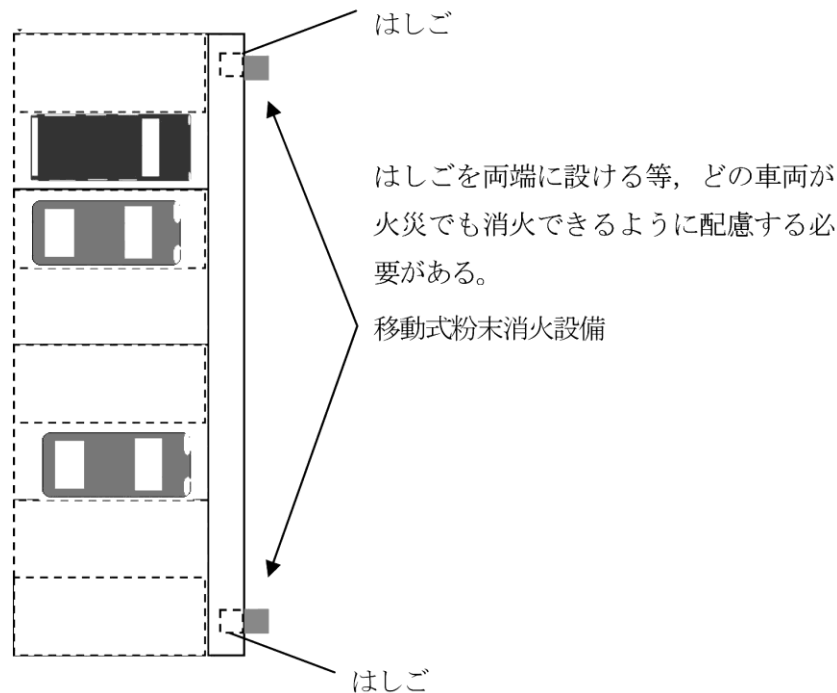 はしご
はしごを両端に設ける等，どの車両が
火災でも消火できるように配慮する必
要がある。
移動式粉末消火設備
はしご